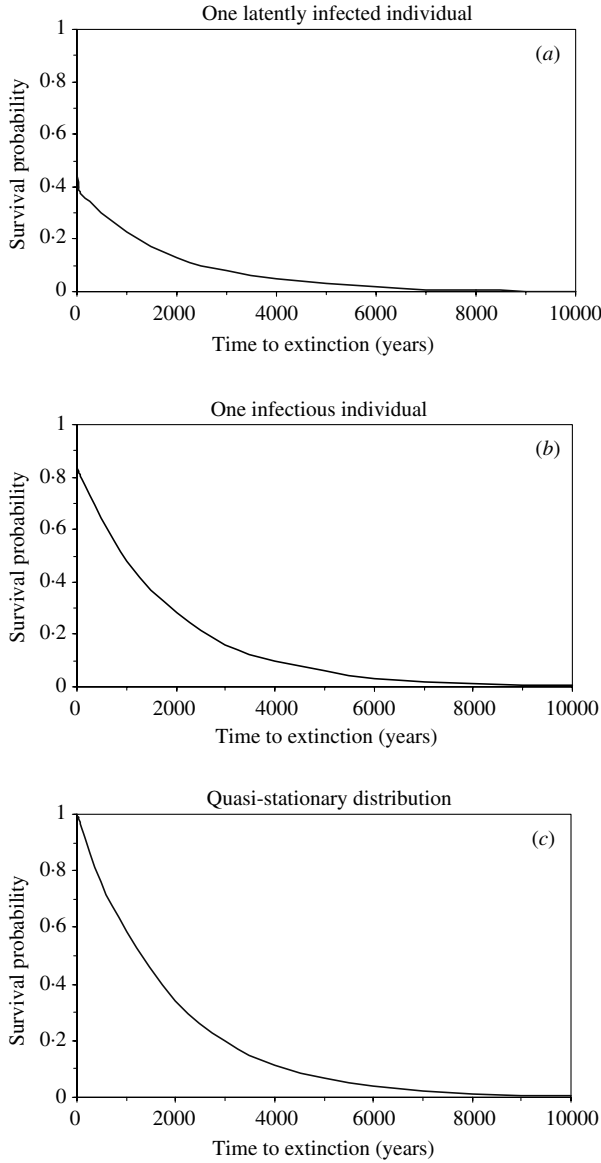 One latently infected individual
(a)
1
0·8
0·6
0·4
0·2
0
Survival probability
0 2000 4000 6000 8000 10000
Time to extinction (years)
One infectious individual
(b)
1
0·8
0·6
0·4
0·2
0
Survival probability
0 2000 4000 6000 8000 10000
Time to extinction (years)
Quasi-stationary distribution
(c)
1
0·8
0·6
0·4
0·2
0
Survival probability
0 2000 4000 6000 8000 10000
Time to extinction (years)